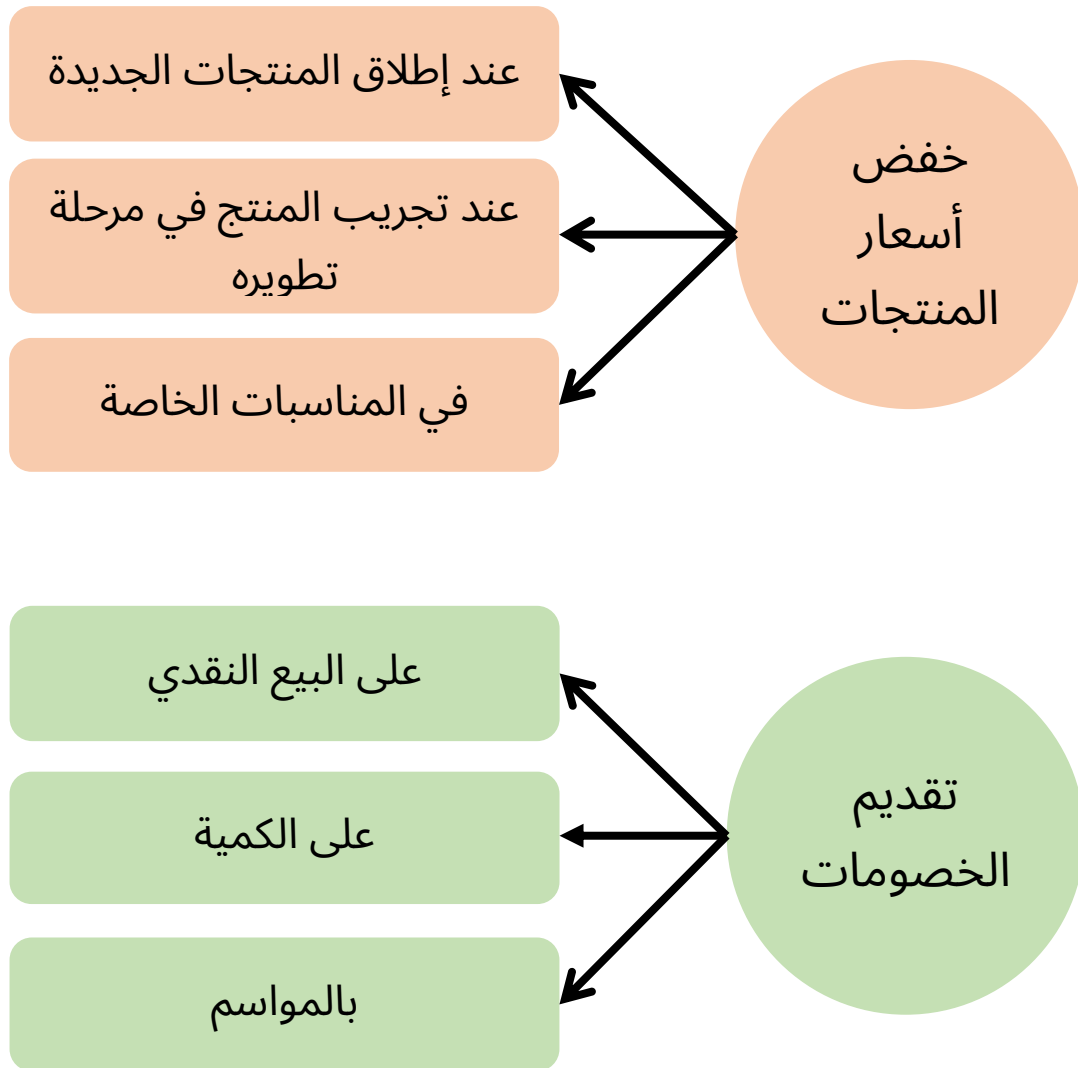 خفض
أسعار
المنتجات
عند إطلاق المنتجات الجديدة
عند تجريب المنتج في مرحلة
تطويره
في المناسبات الخاصة
تقديم
الخصومات
على البيع النقدي
على الكمية
بالمواسم